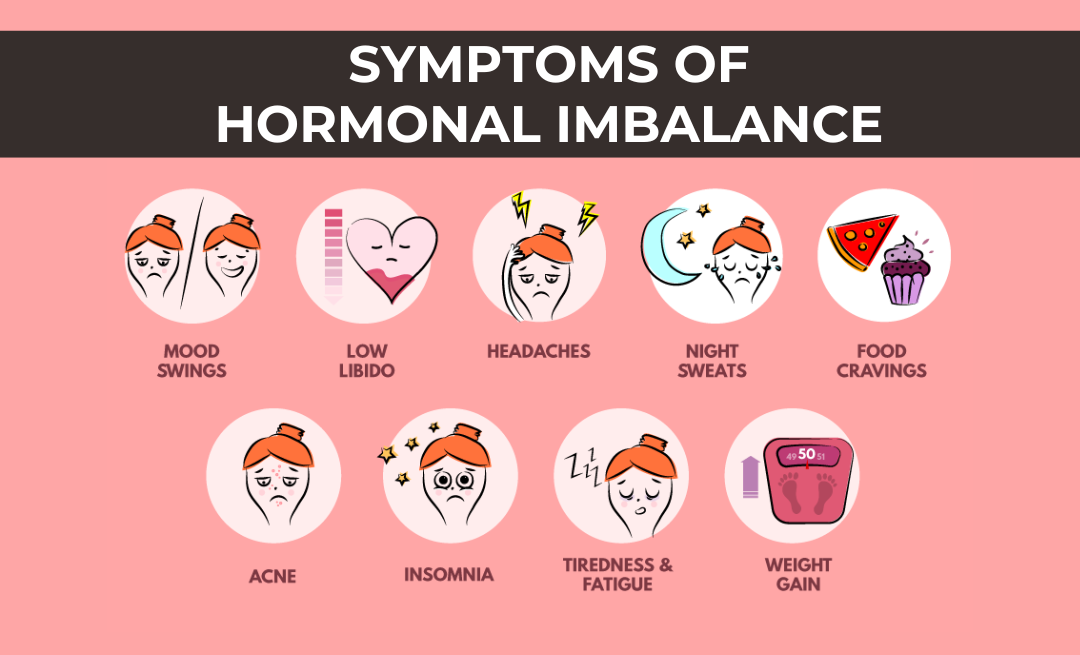 SYMPTOMS OF
HORMONAL IMBALANCE
MOOD
SWINGS
LOW
LIBIDO
HEADACHES
NIGHT
SWEATS
FOOD
CRAVINGS
ZZZ
49 50 51
ACNE
INSOMNIA
TIREDNESS &
FATIGUE
WEIGHT
GAIN